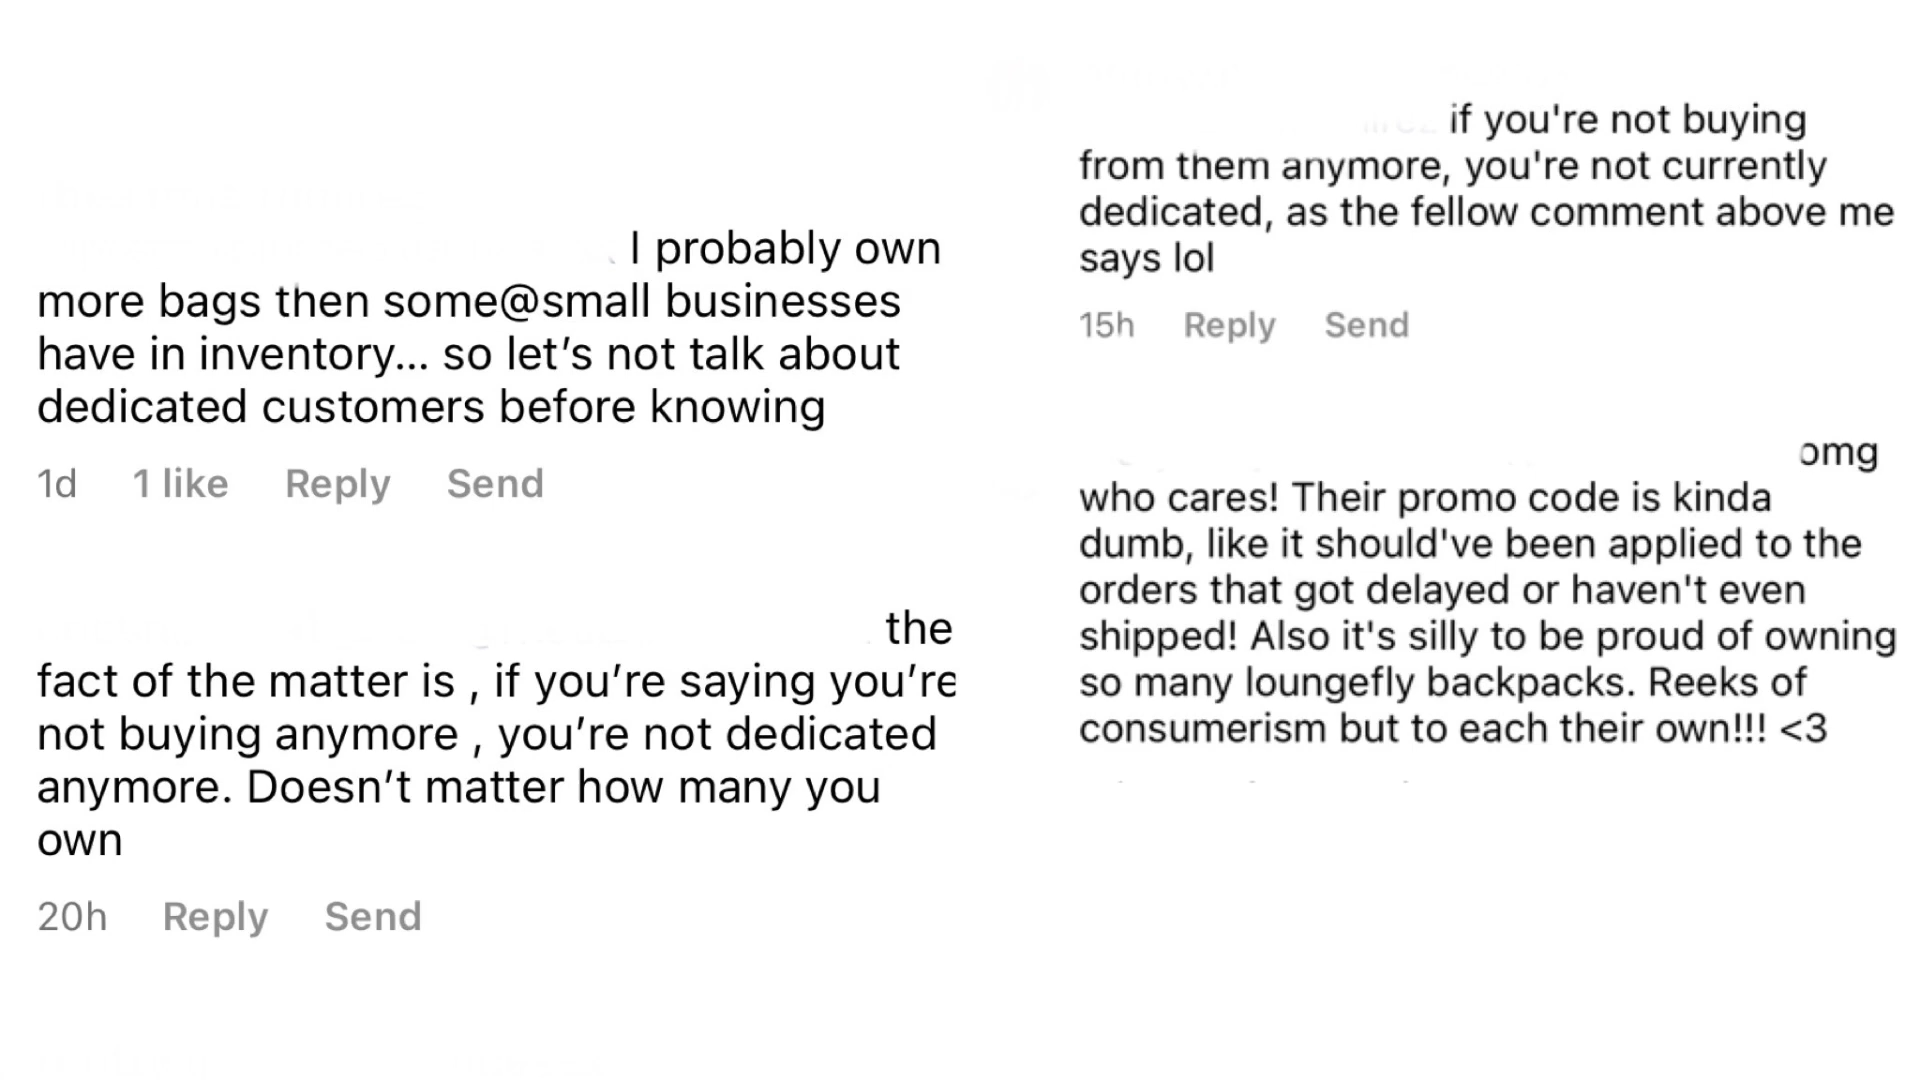 I probably own
more bags then some@small businesses
have in inventory... so let's not talk about
dedicated customers before knowing
1d 1 like Reply Send
the
fact of the matter is , if you're saying you're
not buying anymore , you're not dedicated
anymore. Doesn't matter how many you
own
20h Reply Send
if you're not buying
from them anymore, you're not currently
dedicated, as the fellow comment above me
says lol
15h Reply Send
omg
who cares! Their promo code is kinda
dumb, like it should've been applied to the
orders that got delayed or haven't even
shipped! Also it's silly to be proud of owning
so many loungefly backpacks. Reeks of
consumerism but to each their own!!! <3